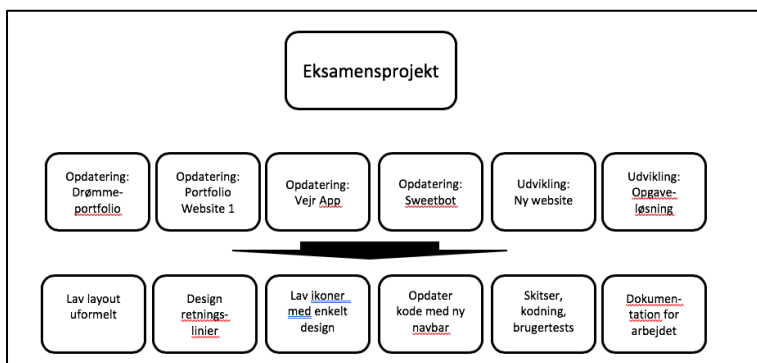 Eksamensprojekt
Opdatering:
Drømme-
portfolio
Opdatering:
Portfolio
Website 1
Opdatering:
Vejr App
Opdatering:
Sweetbot
Udvikling:
Ny website
Udvikling:
Opgave-
løsning
Lav layout
uformelt
Design
retnings-
linier
Lav ikoner
med enkelt
design
Opdater
kode med ny
navbar
Skitser,
kodning,
brugertests
Dokumen-
tation for
arbejdet